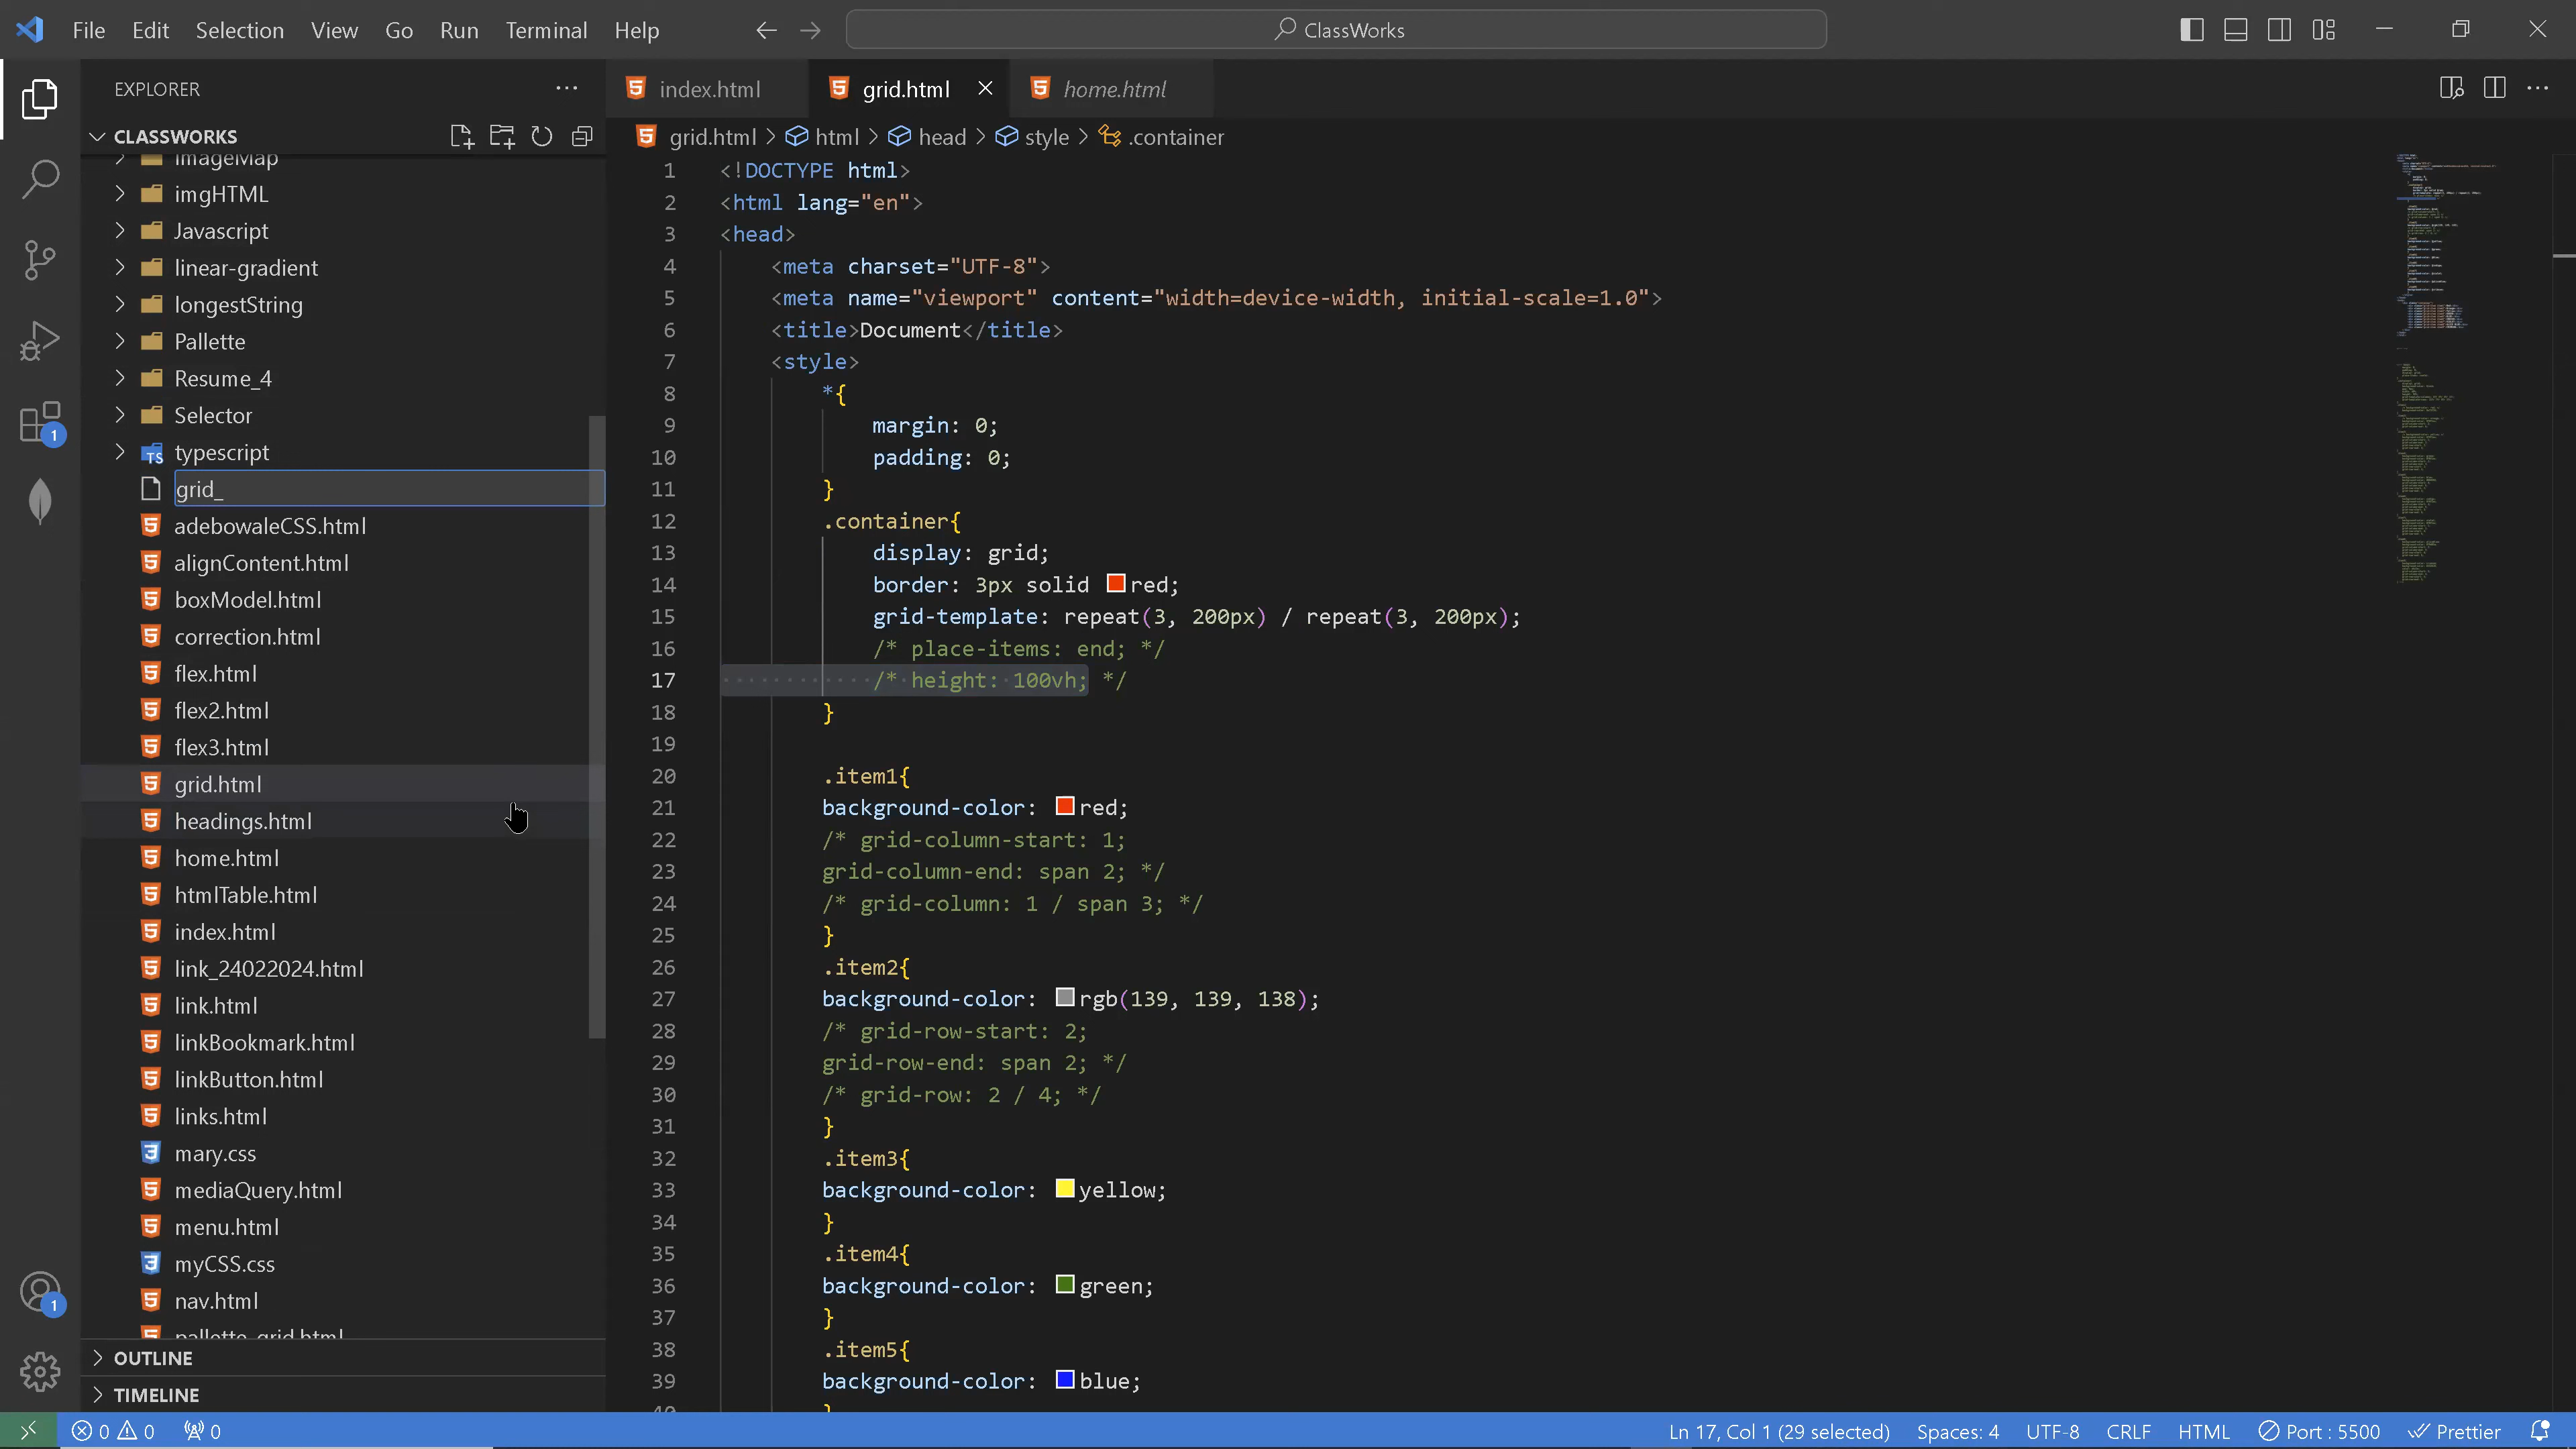 File Edit Selection View Go Run Terminal Help
ClassWorks
EXPLORER
CLASSWORKS
imageMap
imgHTML
Javascript
linear-gradient
longestString
Pallette
Resume_4
Selector
typescript
grid_
adebowaleCSS.html
alignContent.html
boxModel.html
correction.html
flex.html
flex2.html
flex3.html
grid.html
headings.html
home.html
htmlTable.html
index.html
link_24022024.html
link.html
linkBookmark.html
linkButton.html
links.html
mary.css
mediaQuery.html
menu.html
myCSS.css
nav.html
pallette_grid.html
OUTLINE
TIMELINE
index.html grid.html home.html
grid.html > html > head > style > .container
1 <!DOCTYPE html>
2 <html lang="en">
3 <head>
4 <meta charset="UTF-8">
5 <meta name="viewport" content="width=device-width, initial-scale=1.0">
6 <title>Document</title>
7 <style>
8 *{
9 margin: 0;
10 padding: 0;
11 }
12 .container{
13 display: grid;
14 border: 3px solid red;
15 grid-template: repeat(3, 200px) / repeat(3, 200px);
16 /* place-items: end; */
17 /* height: 100vh; */
18 }
19
20 .item1{
21 background-color: red;
22 /* grid-column-start: 1;
23 grid-column-end: span 2; */
24 /* grid-column: 1 / span 3; */
25 }
26 .item2{
27 background-color: rgb(139, 139, 138);
28 /* grid-row-start: 2;
29 grid-row-end: span 2; */
30 /* grid-row: 2 / 4; */
31 }
32 .item3{
33 background-color: yellow;
34 }
35 .item4{
36 background-color: green;
37 }
38 .item5{
39 background-color: blue;
40 }
1
1
0 0 0
Ln 17, Col 1 (29 selected) Spaces: 4 UTF-8 CRLF HTML Port : 5500 Prettier